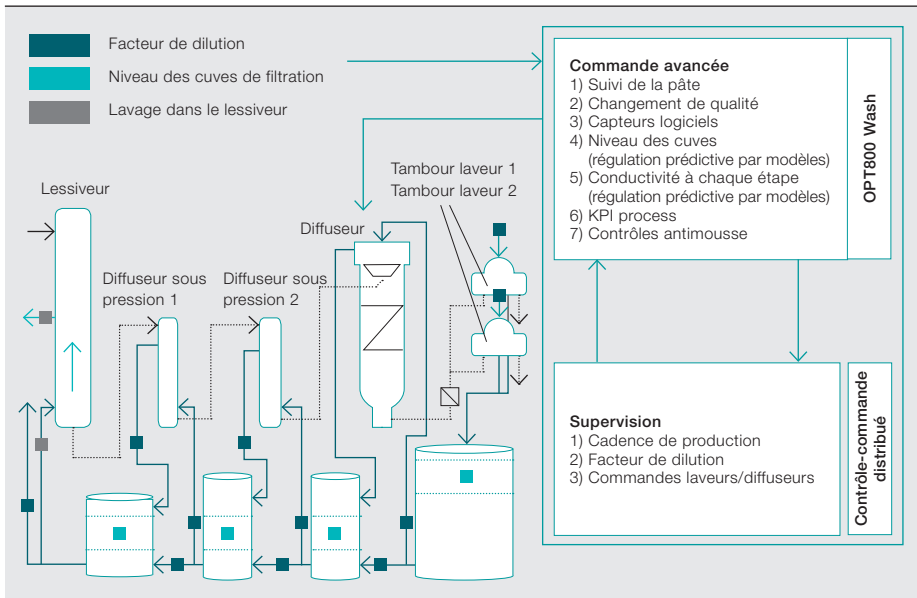 Facteur de dilution
Niveau des cuves de filtration
Lavage dans le lessiveur
Lessiveur
Diffuseur sous
pression 1
Diffuseur sous
pression 2
Diffuseur
Tambour laveur 1
Tambour laveur 2
Commande avancée
1) Suivi de la pâte
2) Changement de qualité
3) Capteurs logiciels
4) Niveau des cuves
(régulation prédictive par modèles)
5) Conductivité à chaque étape
(régulation prédictive par modèles)
6) KPI process
7) Contrôles antimousse
OPT800 Wash
Supervision
1) Cadence de production
2) Facteur de dilution
3) Commandes laveurs/diffuseurs
Contrôle-commande
distribué